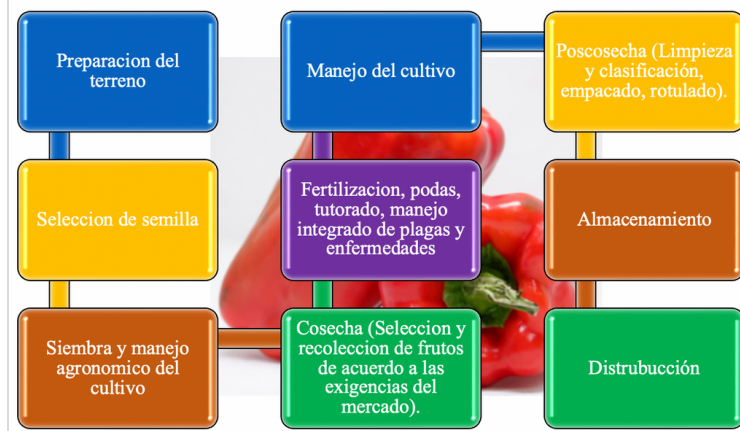 Preparacion del
terreno
Seleccion de semilla
Siembra y manejo
agronomico del
cultivo
Cosecha (Seleccion y
recoleccion de frutos
de acuerdo a las
exigencias del
mercado).
Fertilizacion, podas,
tutorado, manejo
integrado de plagas y
enfermedades
Manejo del cultivo
Poscosecha (Limpieza
y clasificación,
empacado, rotulado).
Almacenamiento
Distrubucción